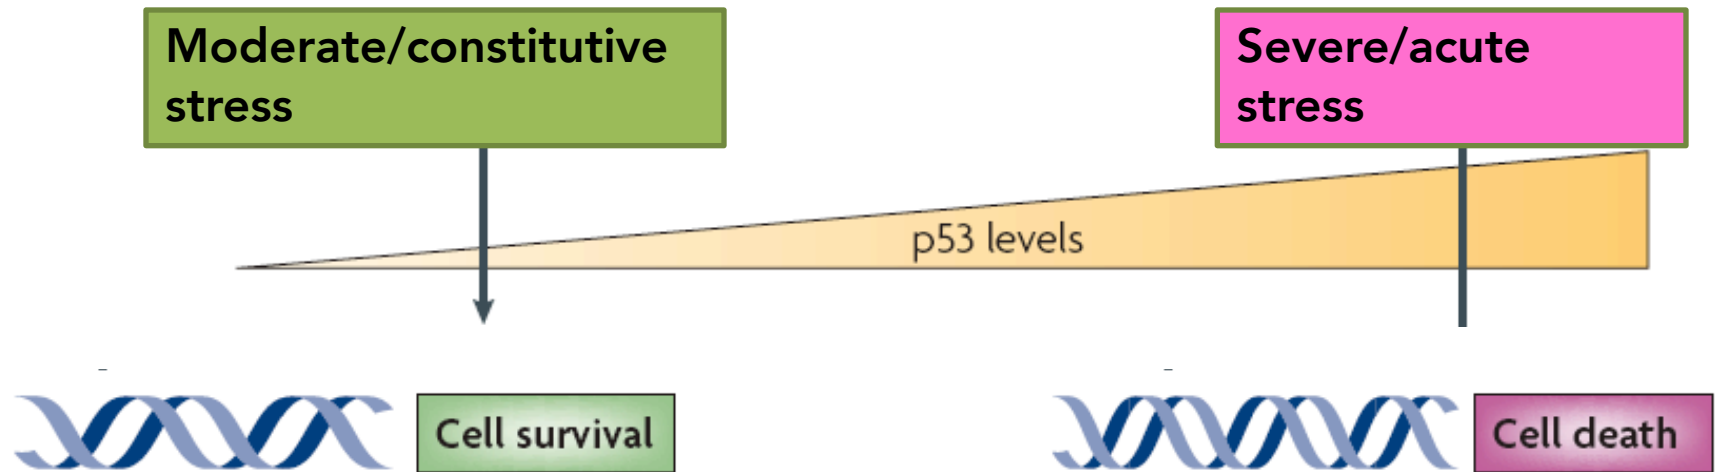 Moderate/constitutive
stress
Severe/acute
stress
p53 levels
Cell survival
Cell death